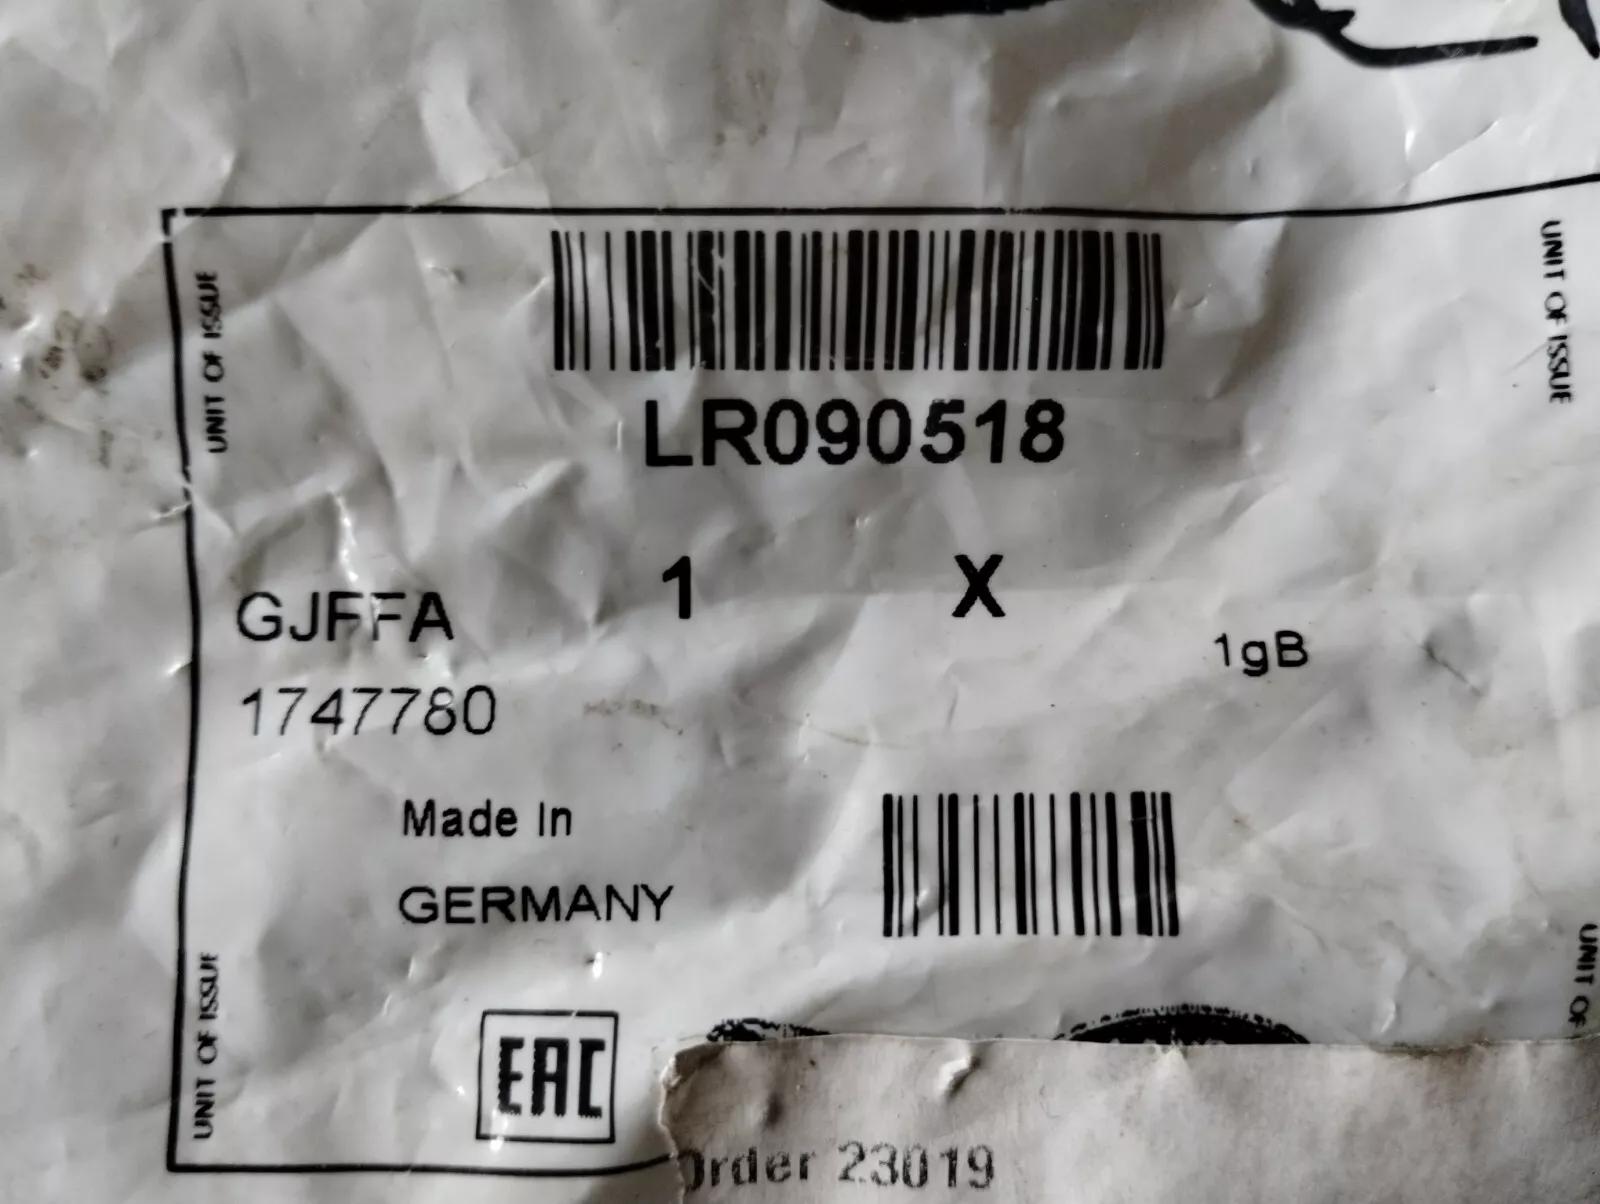 UNIT OF ISSUE
UNIT OF ISSUE
LR090518
1 X
GJFFA
1gB
1747780
Made In
GERMANY
UNIT OF ISSUE
UNIT OF
EAC
Order 23019